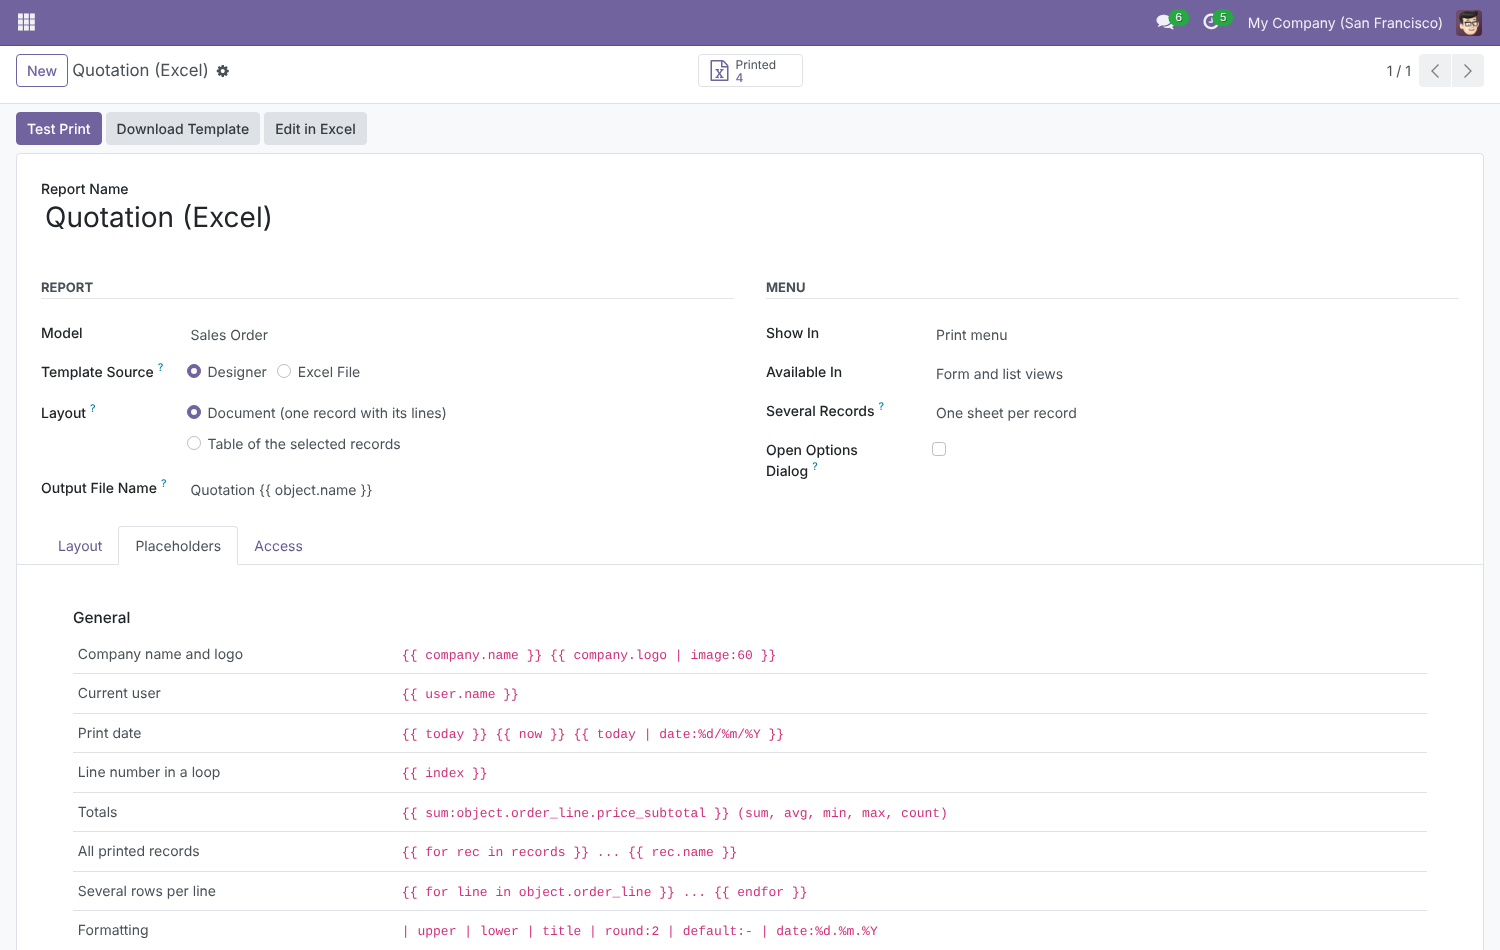 6
5
My Company (San Francisco)
New
Quotation (Excel)
Printed
4
1 / 1
Test Print
Download Template
Edit in Excel
Report Name
Quotation (Excel)
REPORT
MENU
Model
Sales Order
Show In
Print menu
Template Source ?
Designer
Excel File
Available In
Form and list views
Layout ?
Document (one record with its lines)
Several Records ?
One sheet per record
Table of the selected records
Open Options
Dialog ?
Output File Name ?
Quotation {{ object.name }}
Layout
Placeholders
Access
General
Company name and logo
{{ company.name }} {{ company.logo | image:60 }}
Current user
{{ user.name }}
Print date
{{ today }} {{ now }} {{ today | date:%d/%m/%Y }}
Line number in a loop
{{ index }}
Totals
{{ sum:object.order_line.price_subtotal }} (sum, avg, min, max, count)
All printed records
{{ for rec in records }} ... {{ rec.name }}
Several rows per line
{{ for line in object.order_line }} ... {{ endfor }}
Formatting
| upper | lower | title | round:2 | default:- | date:%d.%m.%Y